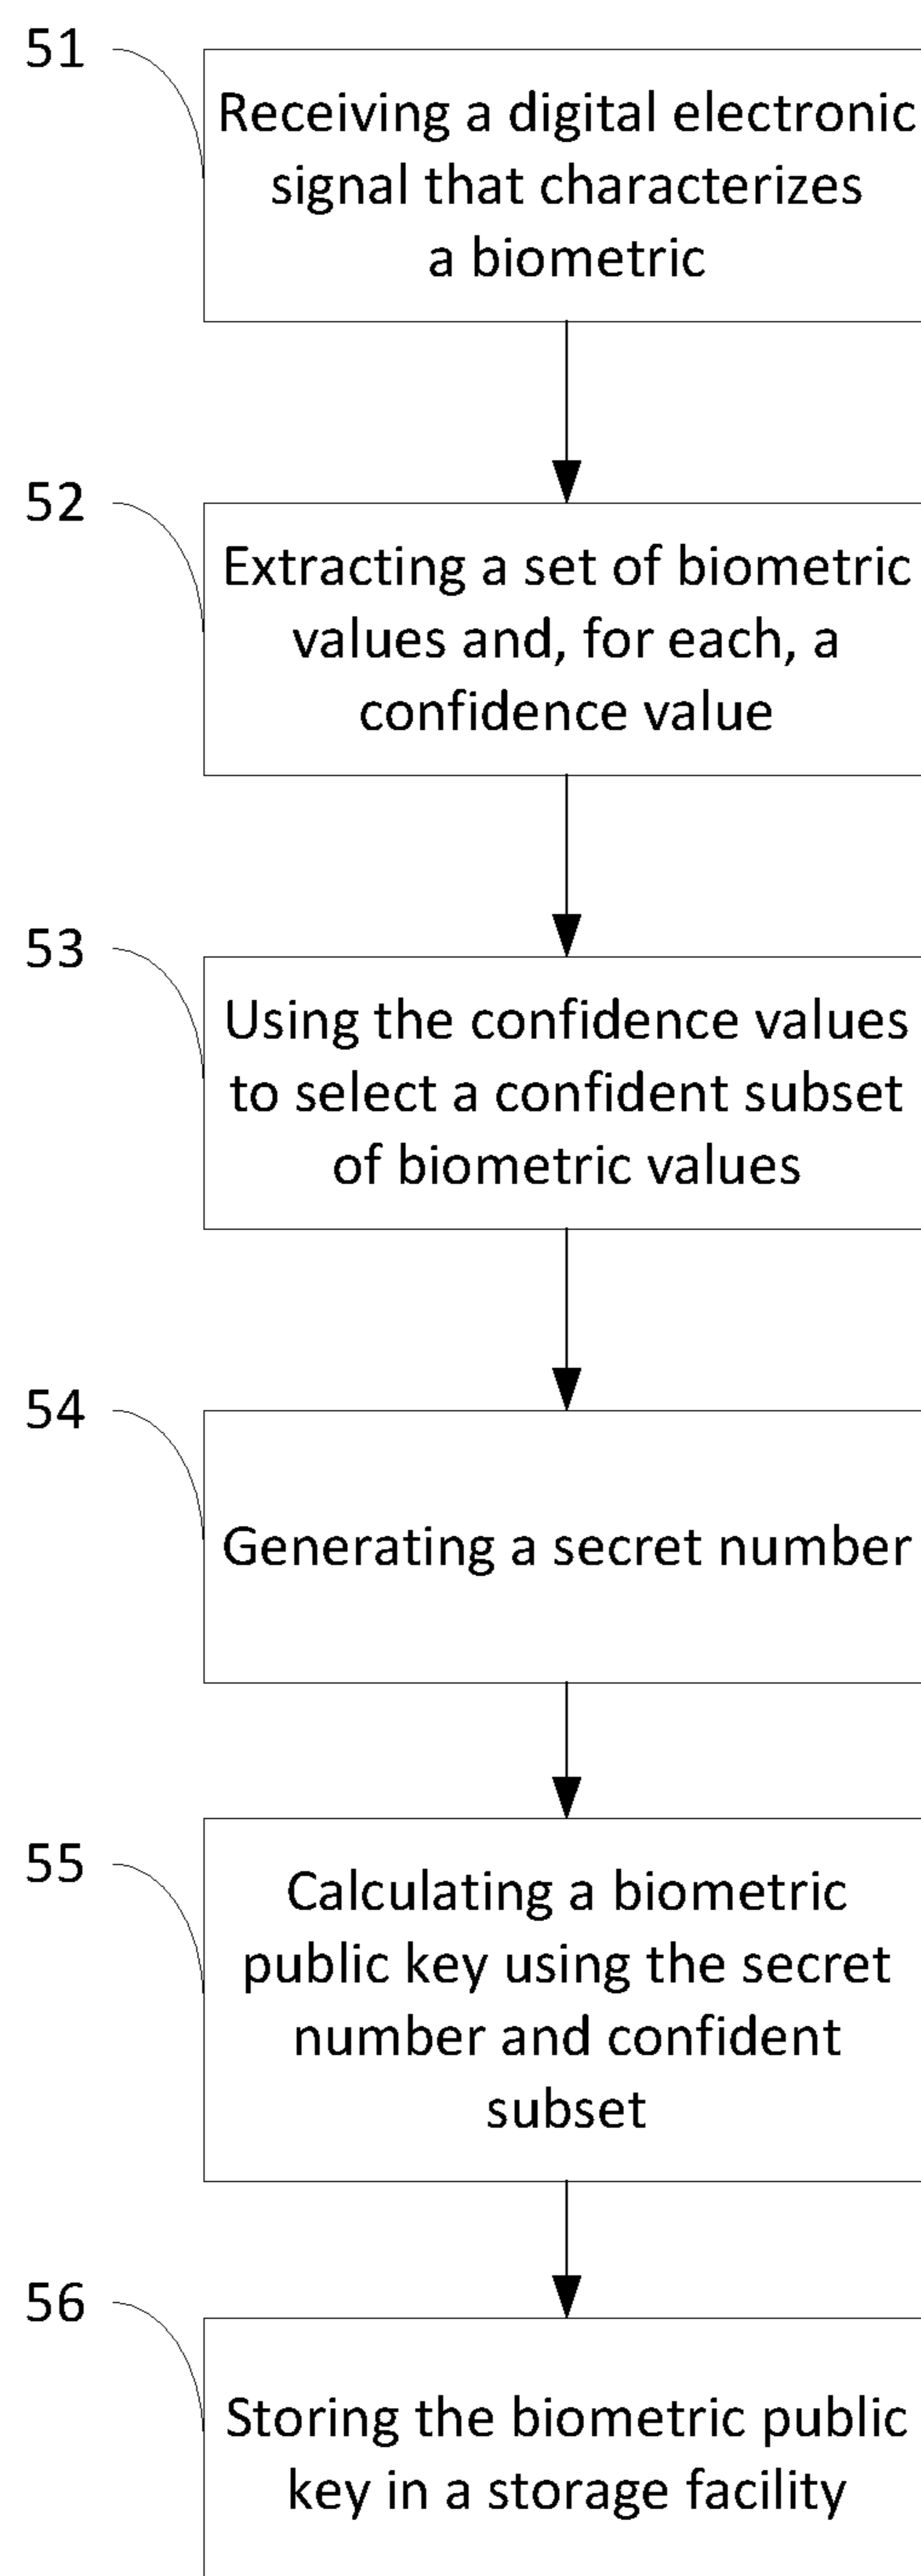 51
Receiving a digital electronic
signal that characterizes
a biometric
52
Extracting a set of biometric
values and, for each, a
confidence value
53
Using the confidence values
to select a confident subset
of biometric values
54
Generating a secret number
55
Calculating a biometric
public key using the secret
number and confident
subset
56
Storing the biometric public
key in a storage facility